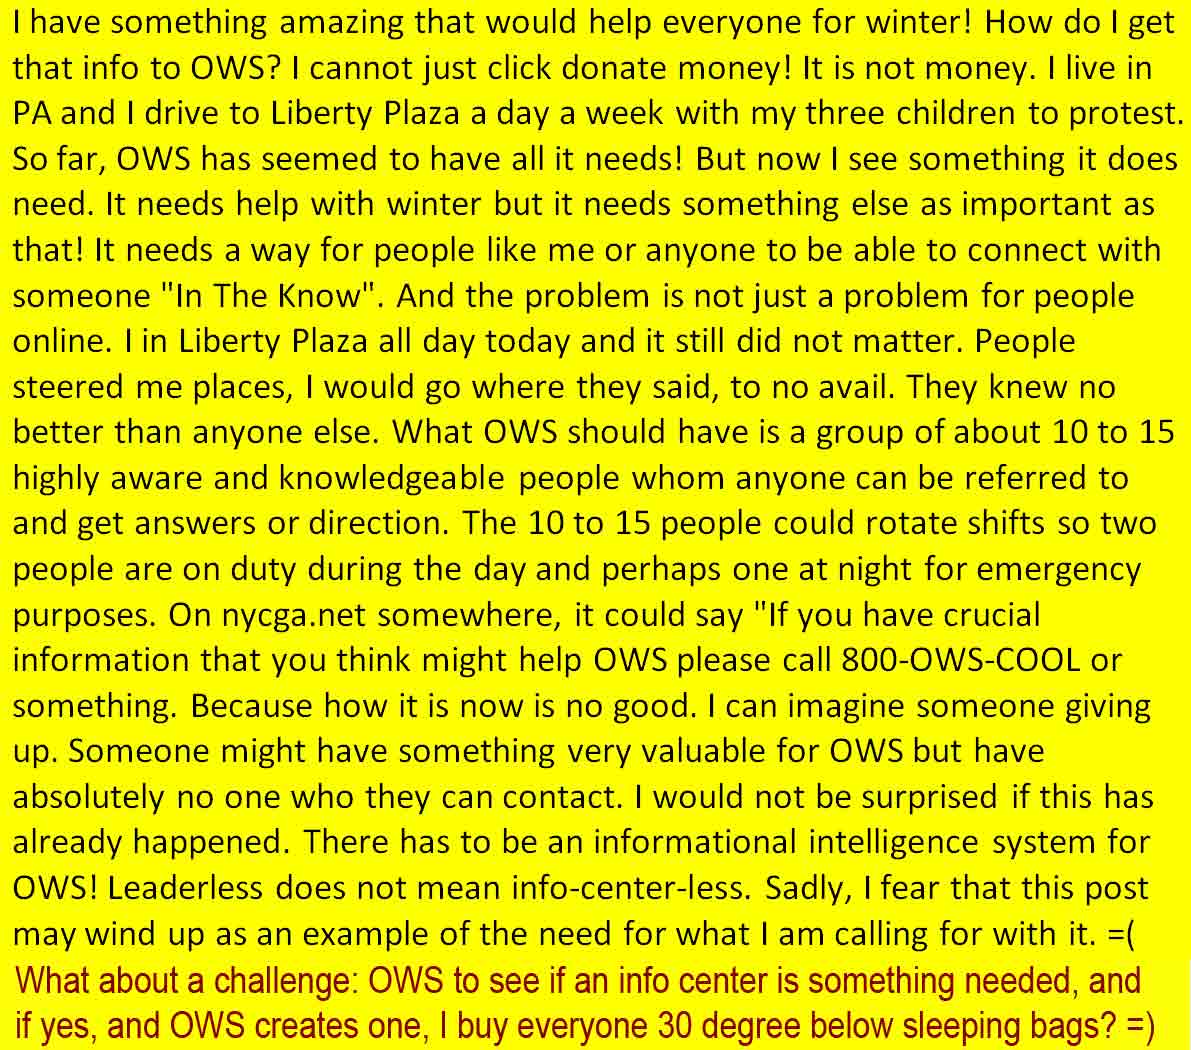 I have something amazing that would help everyone for winter! How do I get
that info to OWS? I cannot just click donate money! It is not money. I live in
PA and I drive to Liberty Plaza a day a week with my three children to protest.
So far, OWS has seemed to have all it needs! But now I see something it does
need. It needs help with winter but it needs something else as important as
that! It needs a way for people like me or anyone to be able to connect with
someone "In The Know". And the problem is not just a problem for people
online. I in Liberty Plaza all day today and it still did not matter. People
steered me places, I would go where they said, to no avail. They knew no
better than anyone else. What OWS should have is a group of about 10 to 15
highly aware and knowledgeable people whom anyone can be referred to
and get answers or direction. The 10 to 15 people could rotate shifts so two
people are on duty during the day and perhaps one at night for emergency
purposes. On nycga.net somewhere, it could say "If you have crucial
information that you think might help OWS please call 800-OWS-COOL or
something. Because how it is now is no good. I can imagine someone giving
up. Someone might have something very valuable for OWS but have
absolutely no one who they can contact. I would not be surprised if this has
already happened. There has to be an informational intelligence system for
OWS! Leaderless does not mean info-center-less. Sadly, I fear that this post
may wind up as an example of the need for what I am calling for with it. =(
What about a challenge: OWS to see if an info center is something needed, and
if yes, and OWS creates one, I buy everyone 30 degree below sleeping bags? =)